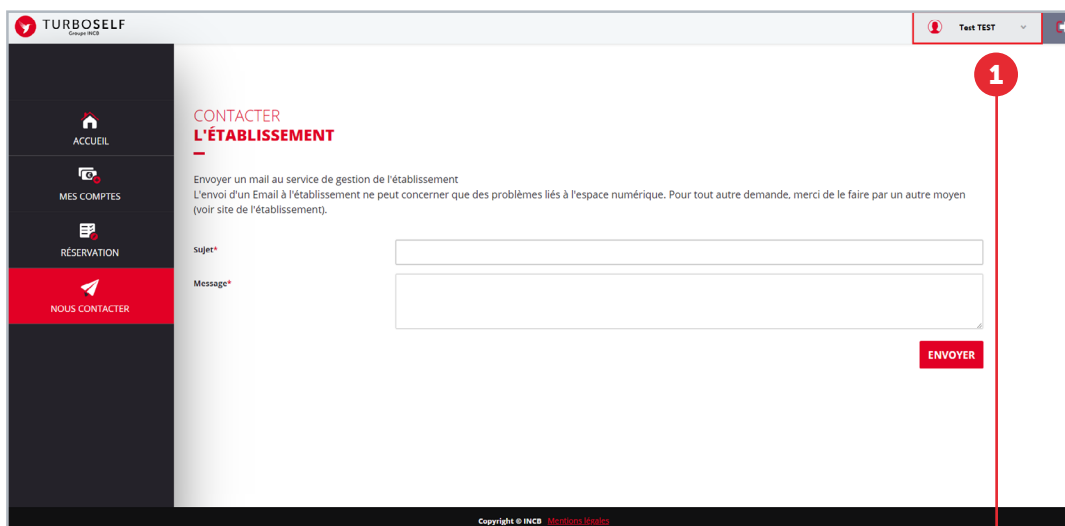 TURBOSELF
Groupe INCB
Test TEST
1
ACCUEIL
MES COMPTES
RÉSERVATION
NOUS CONTACTER
CONTACTER
L'ÉTABLISSEMENT
Envoyer un mail au service de gestion de l'établissement
L'envoi d'un Email à l'établissement ne peut concerner que des problèmes liés à l'espace numérique. Pour tout autre demande, merci de le faire par un autre moyen
(voir site de l'établissement).
Sujet*
Message*
ENVOYER
Copyright © INCB Mentions légales